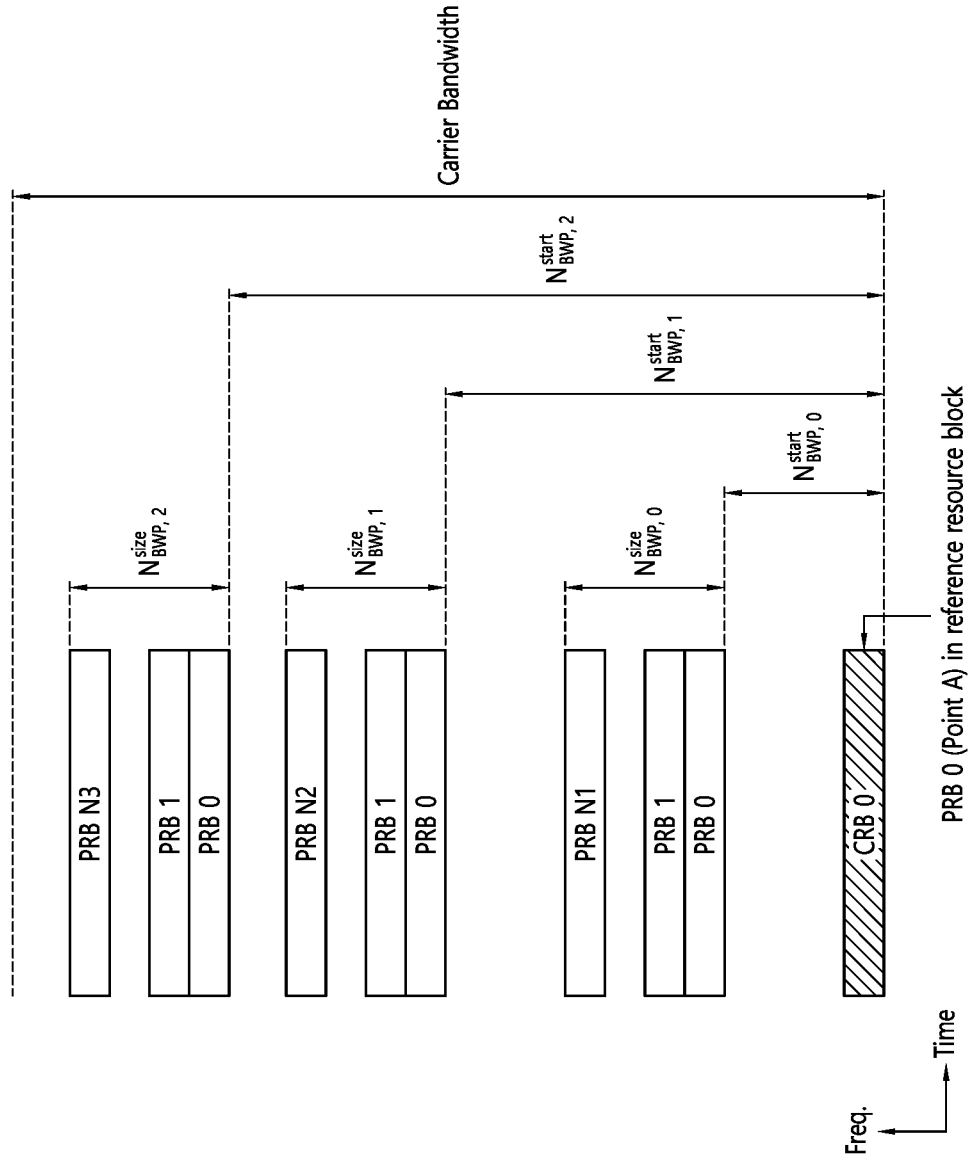 Carrier Bandwidth
N^start_BWP, 2
N^start_BWP, 1
N^start_BWP, 0
N^size_BWP, 2
N^size_BWP, 1
N^size_BWP, 0
PRB N3
PRB 1
PRB 0
PRB N2
PRB 1
PRB 0
PRB N1
PRB 1
PRB 0
CRB 0
PRB 0 (Point A) in reference resource block
Freq.
Time